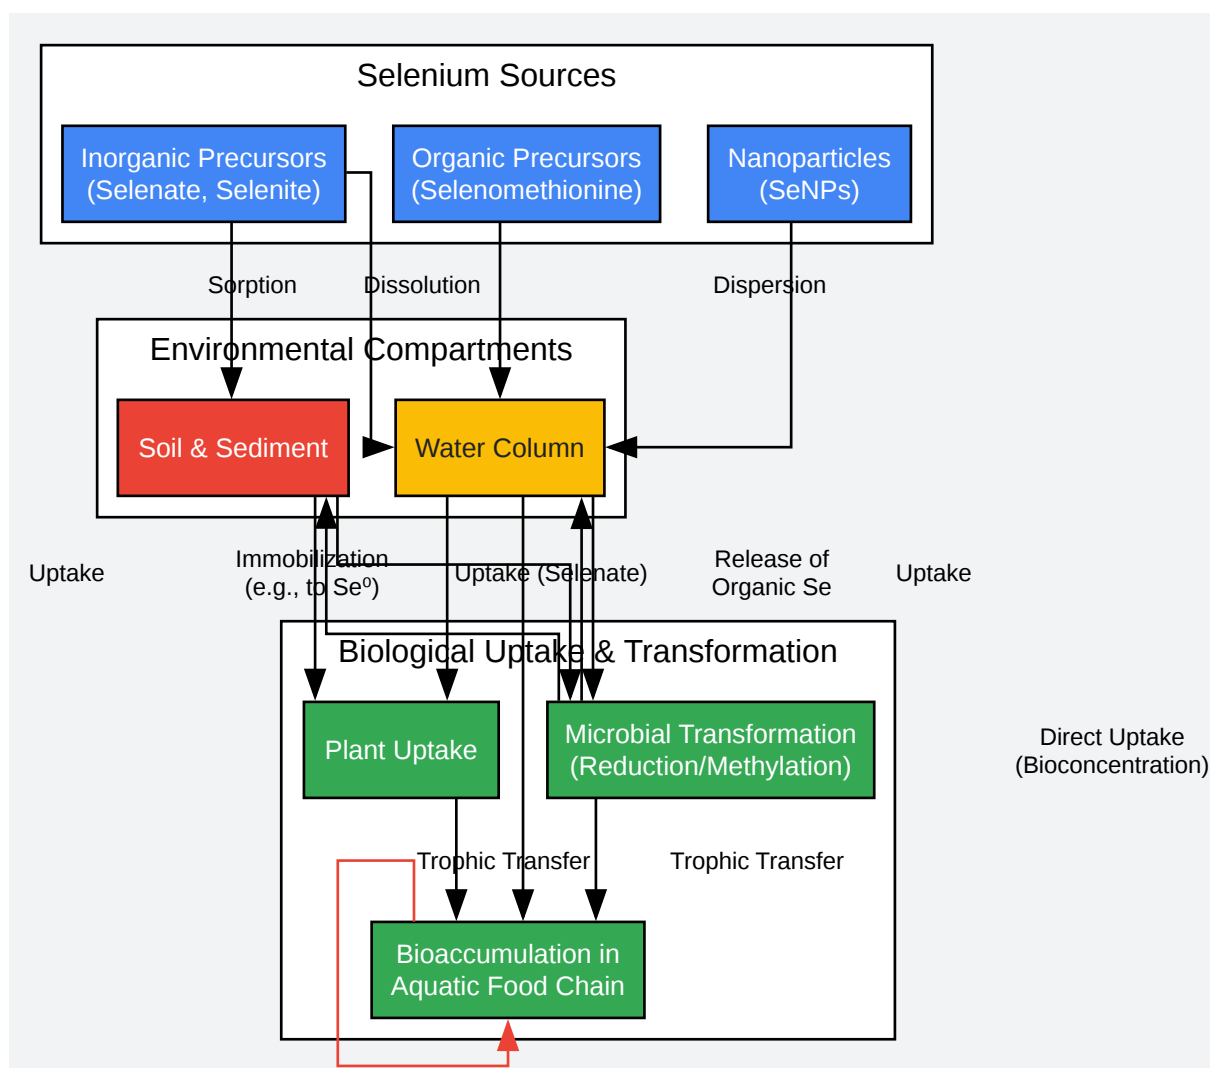 Selenium Sources
Inorganic Precursors
(Selenate, Selenite)
Organic Precursors
(Selenomethionine)
Nanoparticles
(SeNPs)
Sorption
Dissolution
Dispersion
Environmental Compartments
Soil & Sediment
Water Column
Uptake
Immobilization
(e.g., to Se⁰)
Uptake (Selenate)
Release of
Organic Se
Uptake
Biological Uptake & Transformation
Plant Uptake
Microbial Transformation
(Reduction/Methylation)
Direct Uptake
(Bioconcentration)
Trophic Transfer
Trophic Transfer
Bioaccumulation in
Aquatic Food Chain